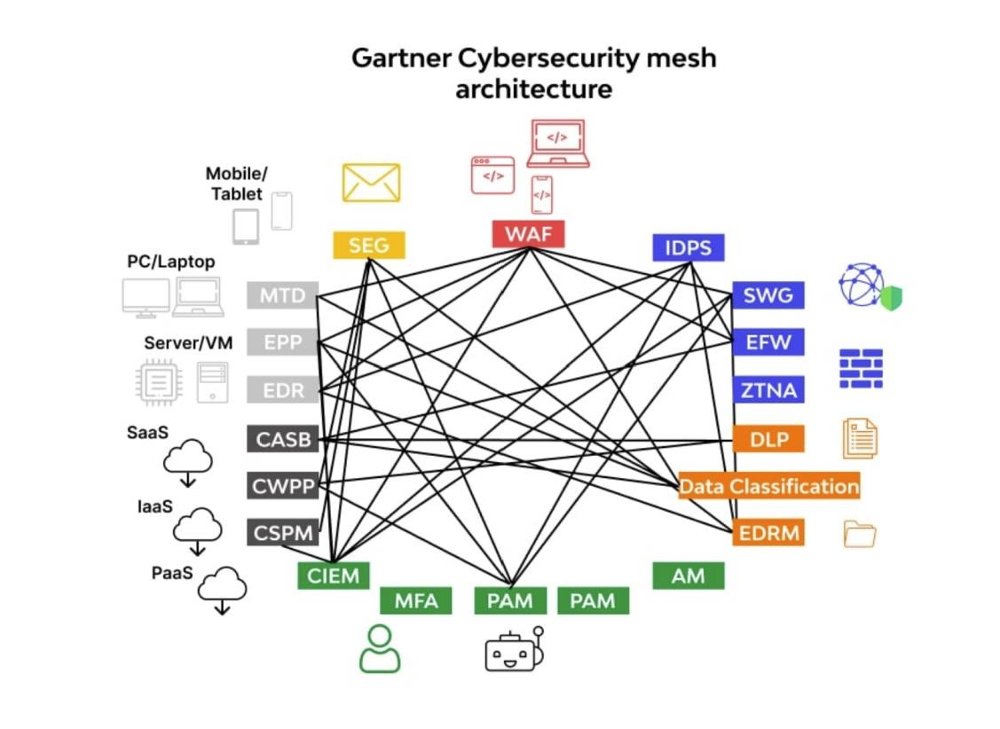 Gartner Cybersecurity mesh
architecture
</>
</>
</>
Mobile/
Tablet
SEG
WAF
IDPS
PC/Laptop
MTD
SWG
Server/VM
EPP
EFW
EDR
ZTNA
SaaS
CASB
DLP
CWPP
Data Classification
IaaS
CSPM
EDRM
PaaS
CIEM
AM
MFA
PAM
PAM